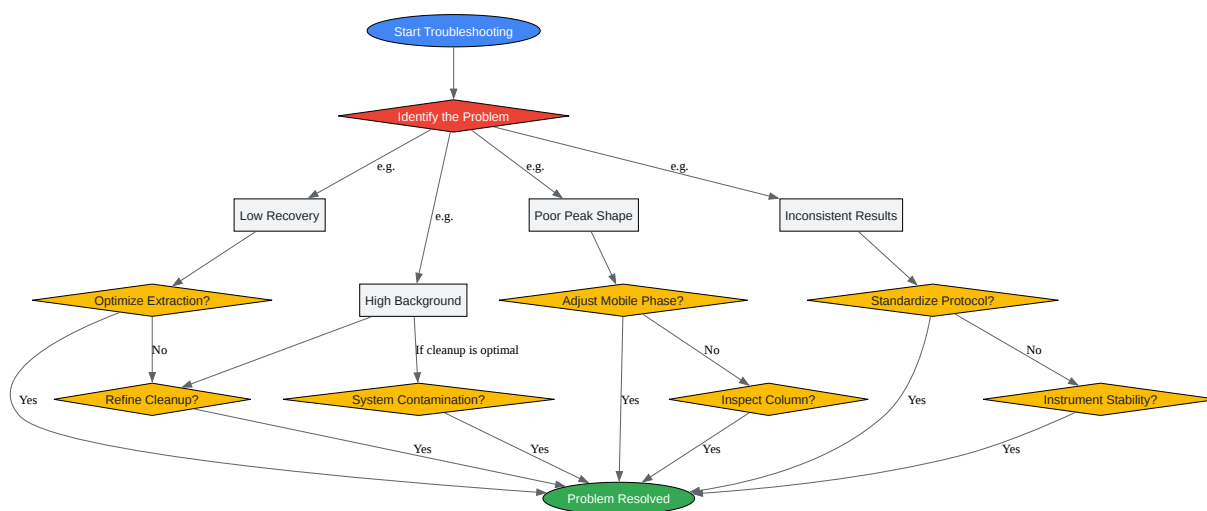 Start Troubleshooting
Identify the Problem
e.g.
e.g.
e.g.
e.g.
Low Recovery
Poor Peak Shape
Inconsistent Results
Optimize Extraction?
High Background
Adjust Mobile Phase?
Standardize Protocol?
No
If cleanup is optimal
No
No
Yes
Refine Cleanup?
System Contamination?
Yes
Inspect Column?
Yes
Instrument Stability?
Yes
Yes
Yes
Yes
Problem Resolved